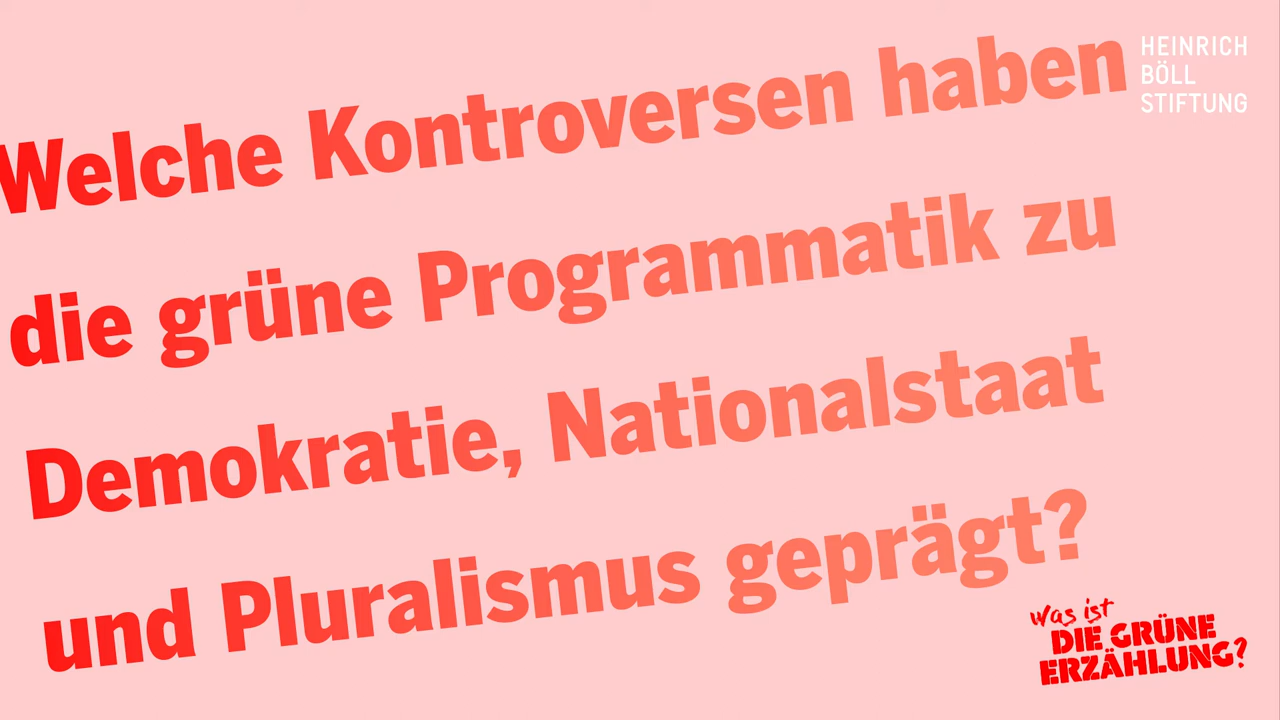 Welche Kontroversen haben
die grüne Programmatik zu
Demokratie, Nationalstaat
und Pluralismus geprägt?
HEINRICH
BÖLL
STIFTUNG
Was ist
DIE GRÜNE
ERZÄHLUNG?